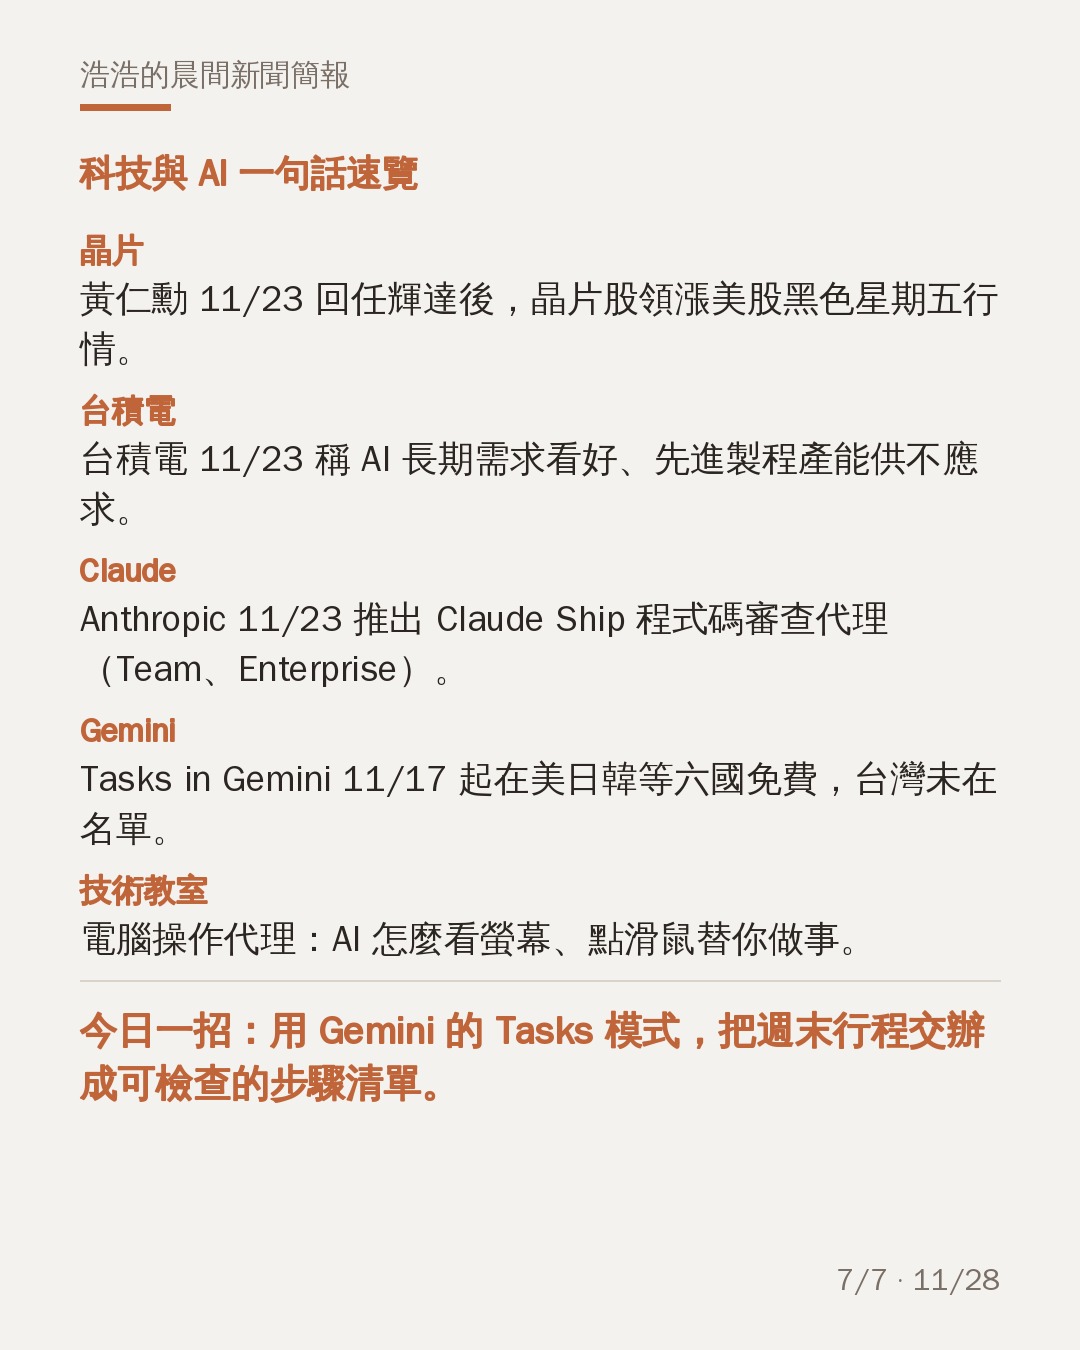 浩浩的晨間新聞簡報
科技與 AI 一句話速覽
晶片
黃仁勳 11/23 回任輝達後，晶片股領漲美股黑色星期五行
情。
台積電
台積電 11/23 稱 AI 長期需求看好、先進製程產能供不應
求。
Claude
Anthropic 11/23 推出 Claude Ship 程式碼審查代理
（Team、Enterprise）。
Gemini
Tasks in Gemini 11/17 起在美日韓等六國免費，台灣未在
名單。
技術教室
電腦操作代理：AI 怎麼看螢幕、點滑鼠替你做事。
今日一招：用 Gemini 的 Tasks 模式，把週末行程交辦
成可檢查的步驟清單。
7/7 · 11/28